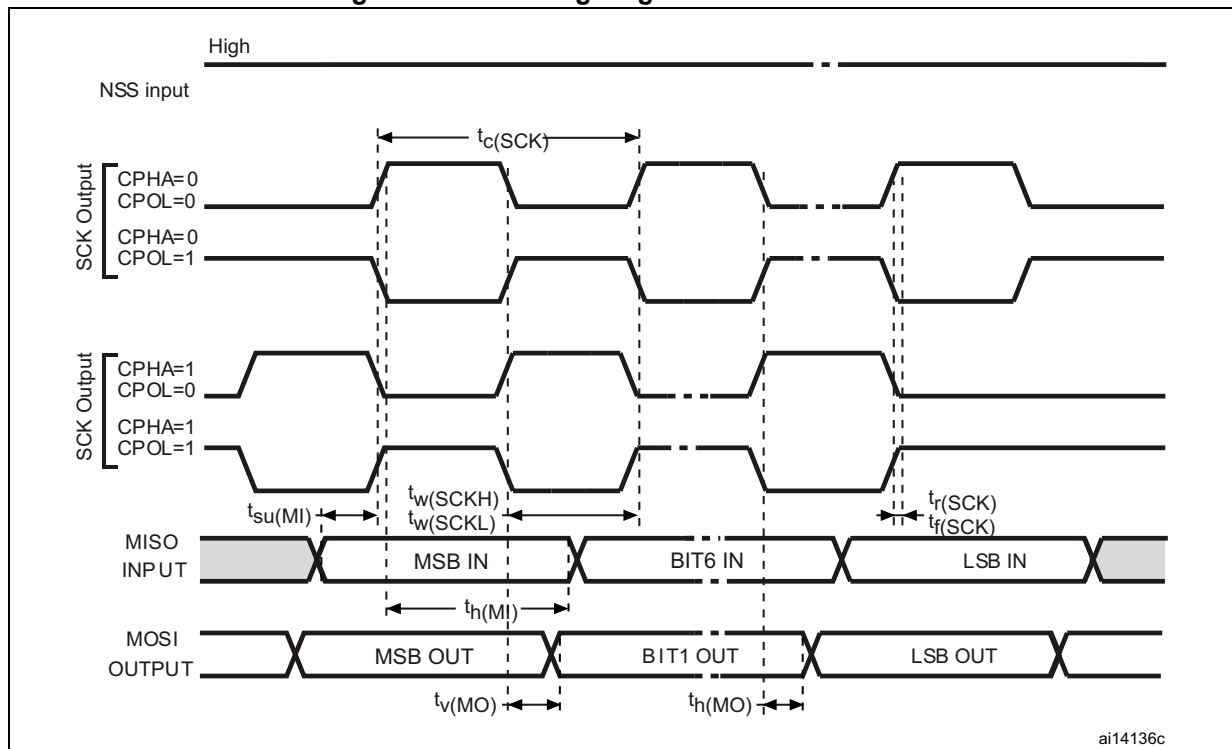 High
NSS input
tc(SCK)
SCK Output
CPHA=0
CPOL=0
CPHA=0
CPOL=1
SCK Output
CPHA=1
CPOL=0
CPHA=1
CPOL=1
tsu(MI)
tw(SCKH)
tw(SCKL)
tr(SCK)
tf(SCK)
MISO
INPUT
MSB IN
BIT6 IN
LSB IN
th(MI)
MOSI
OUTPUT
MSB OUT
BIT1 OUT
LSB OUT
tv(MO)
th(MO)
ai14136c